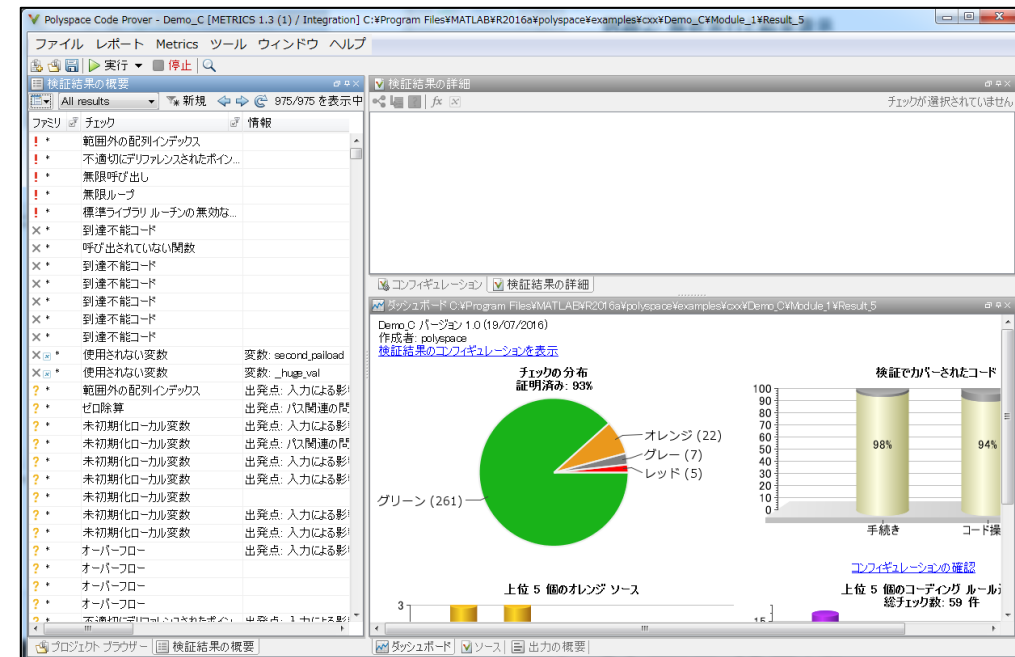 Polyspace Code Prover - Demo_C [METRICS 1.3 (1) / Integration] C:¥Program Files¥MATLAB¥R2016a¥polyspace¥examples¥cxx¥Demo_C¥Module_1¥Result_5
ファイル レポート Metrics ツール ウィンドウ ヘルプ
実行 停止
検証結果の概要
All results 新規 975/975 を表示中
ファミリ チェック 情報
! * 範囲外の配列インデックス
! * 不適切にデリファレンスされたポイン...
! * 無限呼び出し
! * 無限ループ
! * 標準ライブラリ ルーチンの無効な...
× * 到達不能コード
× * 呼び出されていない関数
× * 到達不能コード
× * 到達不能コード
× * 到達不能コード
× * 到達不能コード
× * 到達不能コード
× * 使用されない変数 変数: second_paiload
× * 使用されない変数 変数: _huge_val
? * 範囲外の配列インデックス 出発点: 入力による影
? * ゼロ除算 出発点: パス関連の問
? * 未初期化ローカル変数 出発点: 入力による影
? * 未初期化ローカル変数 出発点: パス関連の問
? * 未初期化ローカル変数 出発点: 入力による影
? * 未初期化ローカル変数
? * 未初期化ローカル変数 出発点: 入力による影
? * 未初期化ローカル変数 出発点: 入力による影
? * オーバーフロー 出発点: 入力による影
? * オーバーフロー
? * オーバーフロー
? * オーバーフロー
? * 不適切にデリファレンスされたポイン... 出発点: 入力による影
プロジェクト ブラウザー 検証結果の概要
検証結果の詳細
fx チェックが選択されていません
コンフィギュレーション 検証結果の詳細
ダッシュボード C:¥Program Files¥MATLAB¥R2016a¥polyspace¥examples¥cxx¥Demo_C¥Module_1¥Result_5
Demo_C バージョン 1.0 (19/07/2016)
作成者: polyspace
検証結果のコンフィギュレーションを表示
チェックの分布
証明済み: 93%
オレンジ (22)
グレー (7)
レッド (5)
グリーン (261)
検証でカバーされたコード
100
90
80
70
60
50
40
30
20
10
0
98% 94%
手続き コード操
コンフィギュレーションの確認
上位 5 個のオレンジ ソース
3
上位 5 個のコーディング ルール
総チェック数: 59 件
15
ダッシュボード ソース 出力の概要